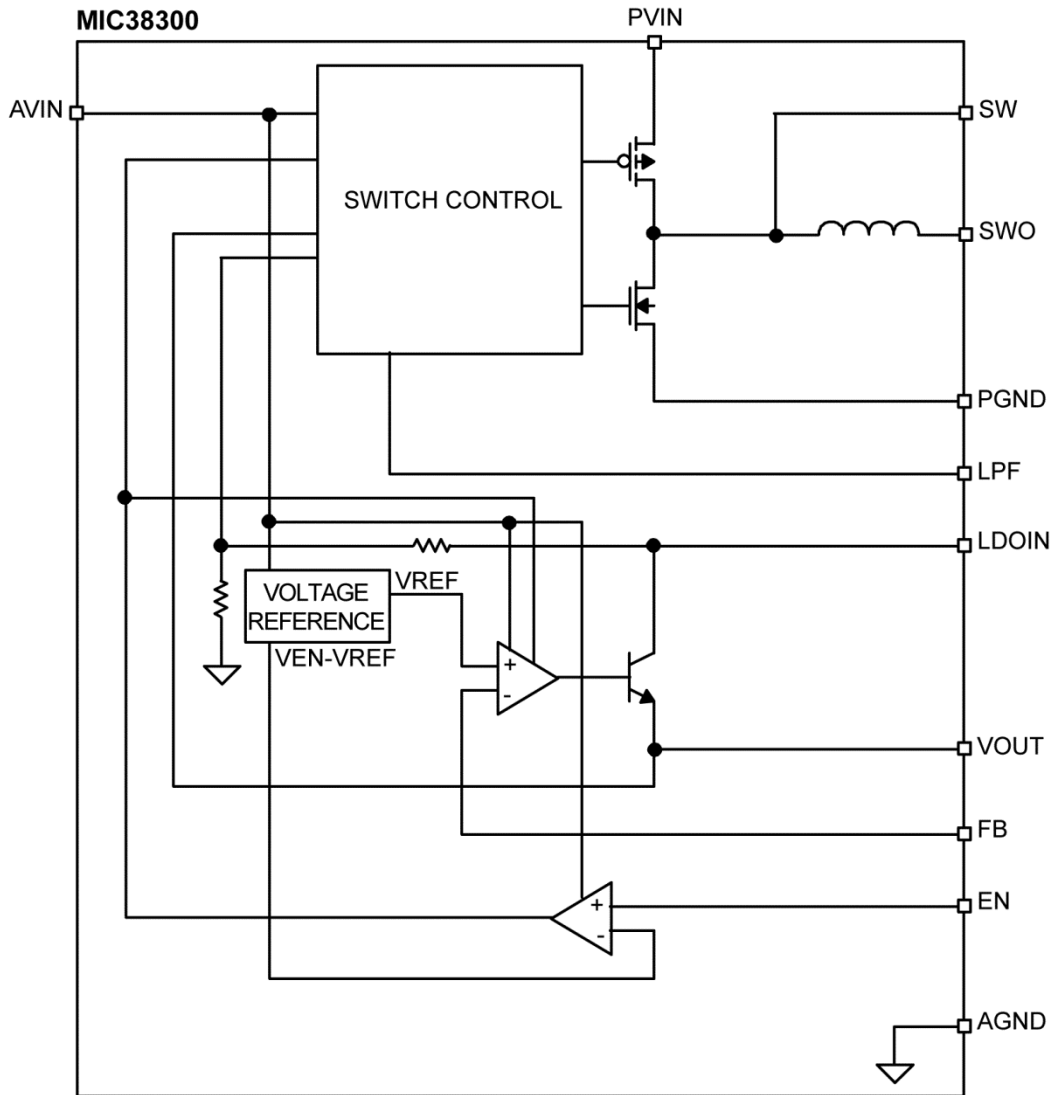 MIC38300
PVIN
AVIN
SW
SWITCH CONTROL
SWO
PGND
LPF
LDOIN
VREF
VOLTAGE
REFERENCE
VEN-VREF
+
-
VOUT
FB
EN
+
-
AGND